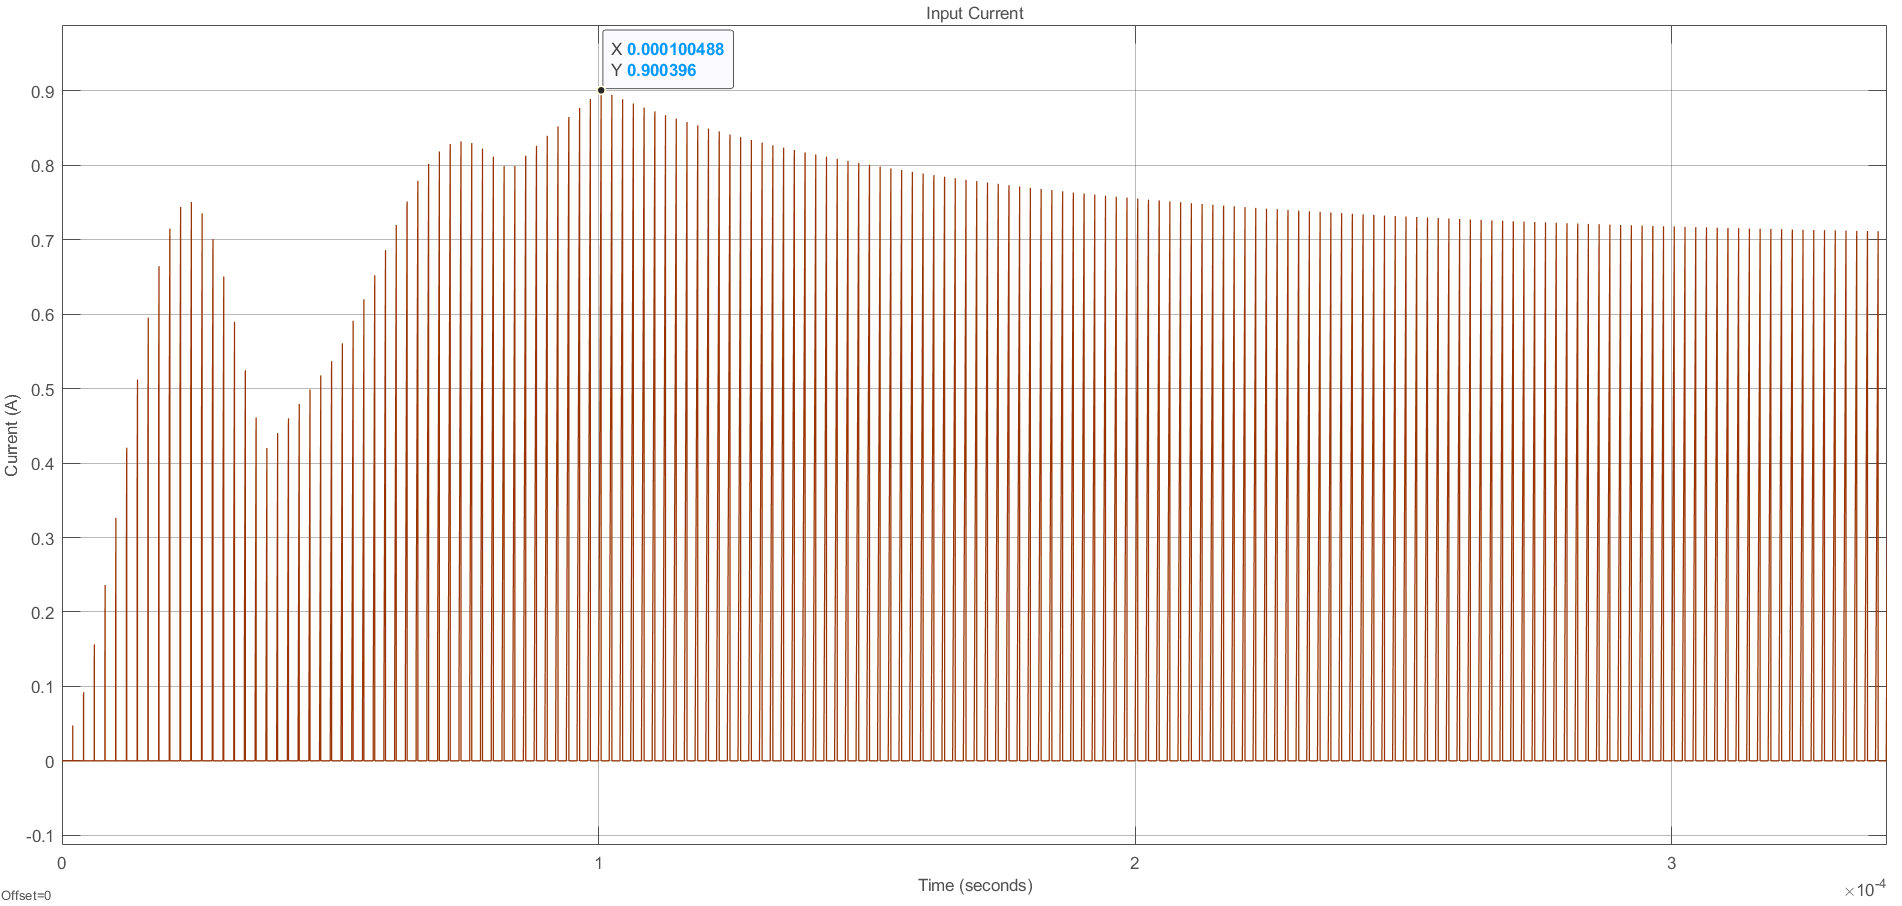 Input Current
X 0.000100488
Y 0.900396
0.9
0.8
0.7
0.6
0.5
0.4
0.3
0.2
0.1
0
-0.1
Current (A)
0 1 2 3
Time (seconds)
×10-4
Offset=0